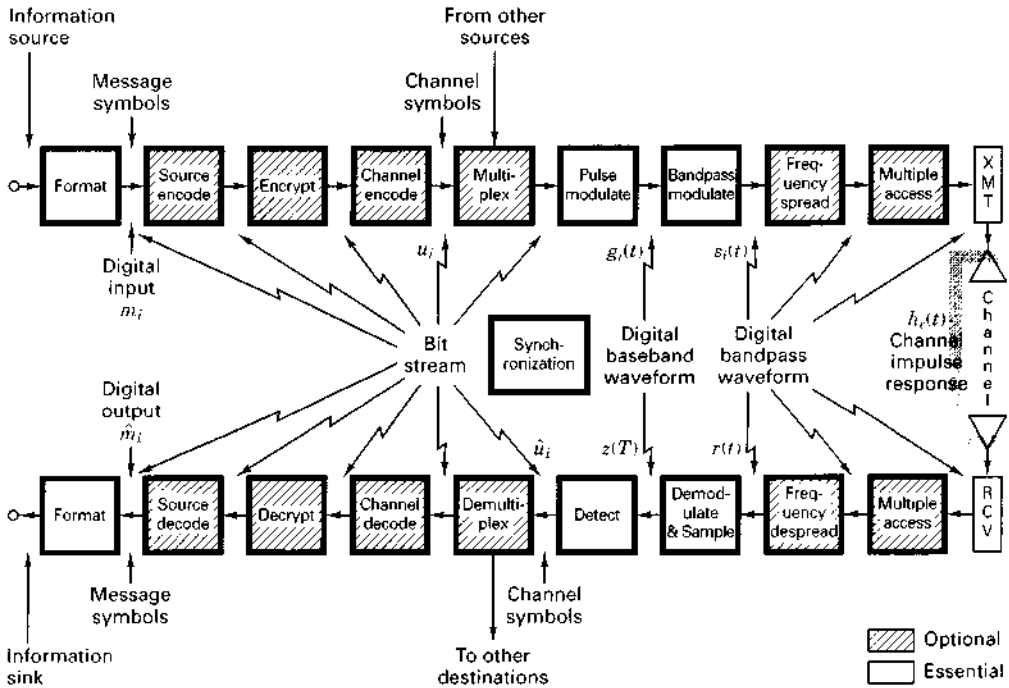 Information
source
From other
sources
Message
symbols
Channel
symbols
Format
Source
encode
Encrypt
Channel
encode
Multi-
plex
Pulse
modulate
Bandpass
modulate
Freq-
uency
spread
Multiple
access
X
M
T
Digital
input
m_i
u_i
g_i(t)
s_i(t)
Bit
stream
Synch-
ronization
Digital
baseband
waveform
Digital
bandpass
waveform
h_c(t)
Channel
impulse
response
C
h
a
n
n
e
l
Digital
output
m̂_i
û_i
z(T)
r(t)
Format
Source
decode
Decrypt
Channel
decode
Demulti-
plex
Detect
Demod-
ulate
& Sample
Freq-
uency
despread
Multiple
access
R
C
V
Message
symbols
Channel
symbols
Information
sink
To other
destinations
Optional
Essential